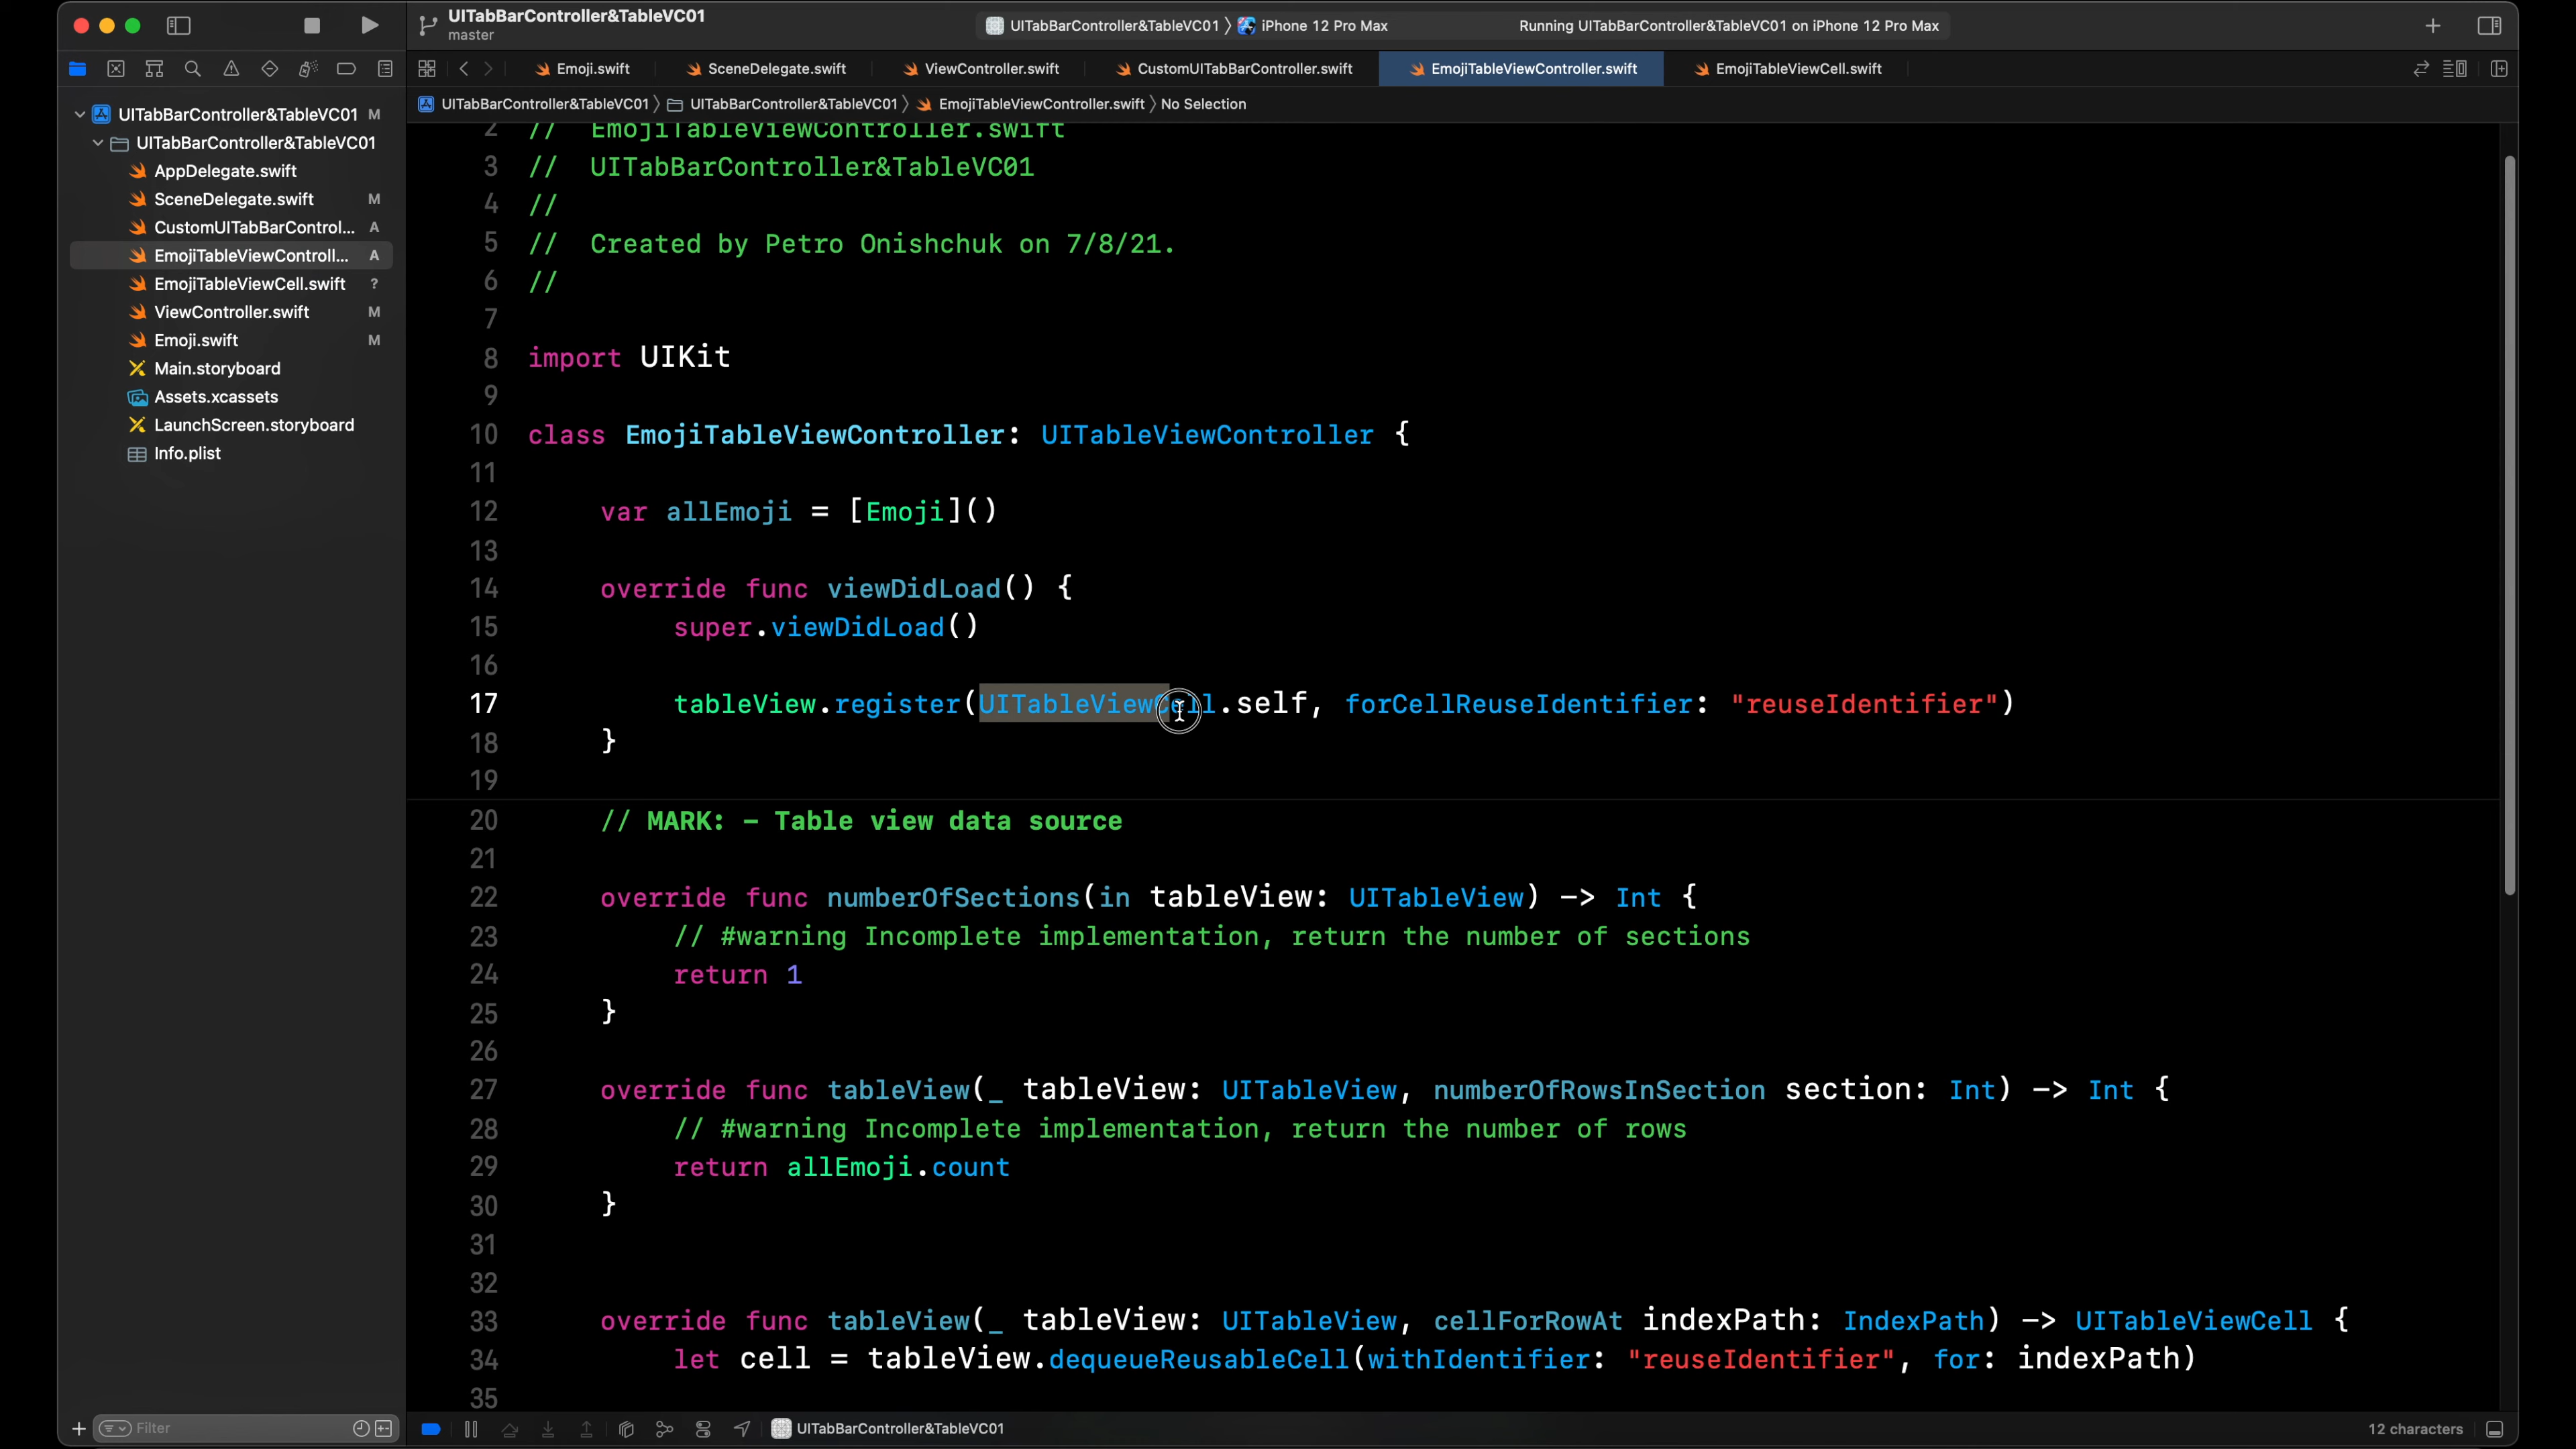 UITabBarController&TableVC01
master
UITabBarController&TableVC01 〉 iPhone 12 Pro Max
Running UITabBarController&TableVC01 on iPhone 12 Pro Max
Emoji.swift
SceneDelegate.swift
ViewController.swift
CustomUITabBarController.swift
EmojiTableViewController.swift
EmojiTableViewCell.swift
UITabBarController&TableVC01 〉 UITabBarController&TableVC01 〉 EmojiTableViewController.swift 〉 No Selection
UITabBarController&TableVC01 M
UITabBarController&TableVC01
AppDelegate.swift
SceneDelegate.swift M
CustomUITabBarControl... A
EmojiTableViewControll... A
EmojiTableViewCell.swift ?
ViewController.swift M
Emoji.swift M
Main.storyboard
Assets.xcassets
LaunchScreen.storyboard
Info.plist
2 // EmojiTableViewController.swift
3 // UITabBarController&TableVC01
4 //
5 // Created by Petro Onishchuk on 7/8/21.
6 //
7
8 import UIKit
9
10 class EmojiTableViewController: UITableViewController {
11
12 var allEmoji = [Emoji]()
13
14 override func viewDidLoad() {
15 super.viewDidLoad()
16
17 tableView.register(UITableViewCell.self, forCellReuseIdentifier: "reuseIdentifier")
18 }
19
20 // MARK: - Table view data source
21
22 override func numberOfSections(in tableView: UITableView) -> Int {
23 // #warning Incomplete implementation, return the number of sections
24 return 1
25 }
26
27 override func tableView(_ tableView: UITableView, numberOfRowsInSection section: Int) -> Int {
28 // #warning Incomplete implementation, return the number of rows
29 return allEmoji.count
30 }
31
32
33 override func tableView(_ tableView: UITableView, cellForRowAt indexPath: IndexPath) -> UITableViewCell {
34 let cell = tableView.dequeueReusableCell(withIdentifier: "reuseIdentifier", for: indexPath)
35
Filter
UITabBarController&TableVC01
12 characters